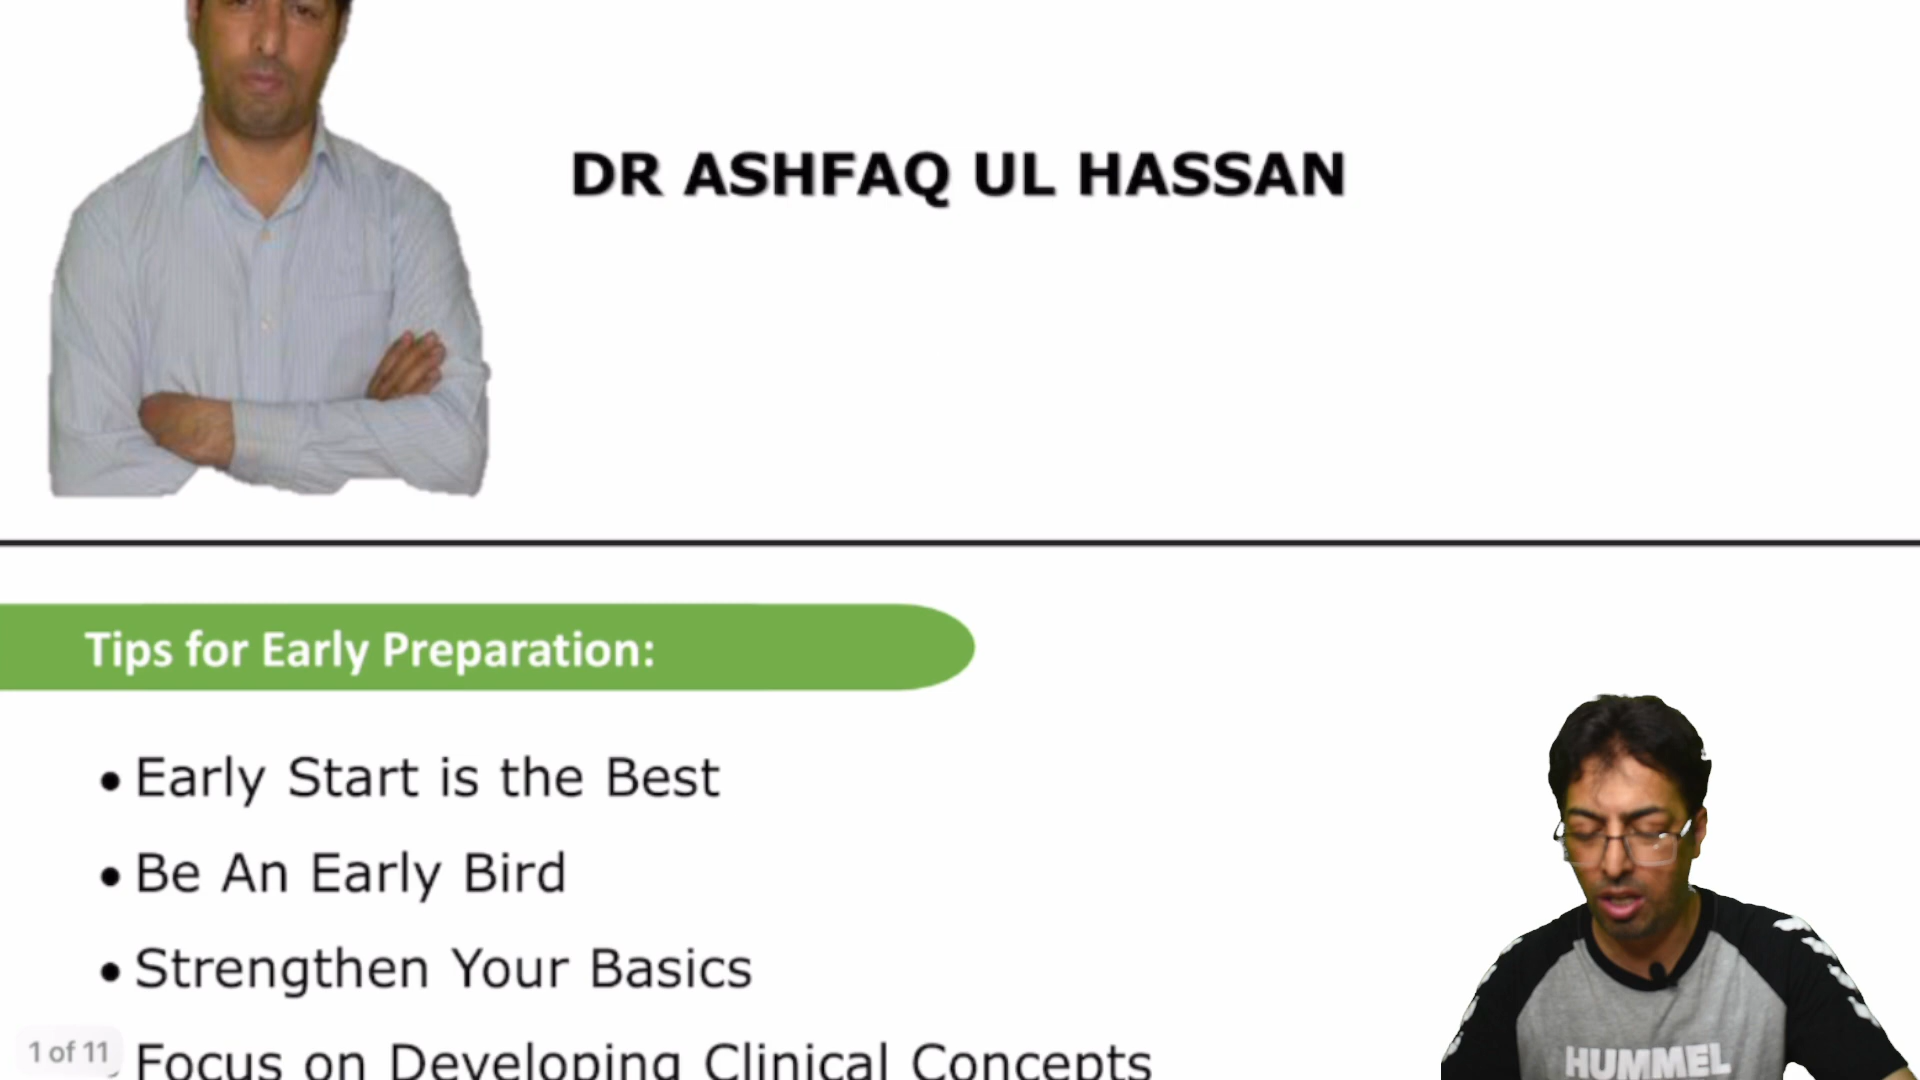 DR ASHFAQ UL HASSAN
Tips for Early Preparation:
• Early Start is the Best
• Be An Early Bird
• Strengthen Your Basics
Focus on Developing Clinical Concepts
1 of 11
HUMMEL